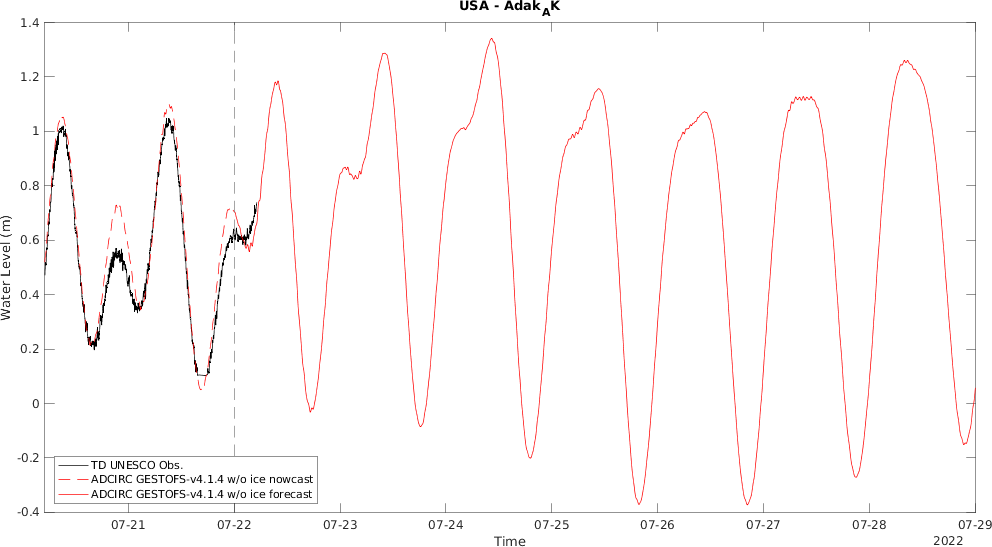 USA - Adak_AK
1.4
1.2
1
0.8
0.6
0.4
0.2
0
-0.2
-0.4
Water Level (m)
TD UNESCO Obs.
ADCIRC GESTOFS-v4.1.4 w/o ice nowcast
ADCIRC GESTOFS-v4.1.4 w/o ice forecast
07-21 07-22 07-23 07-24 07-25 07-26 07-27 07-28 07-29
Time
2022